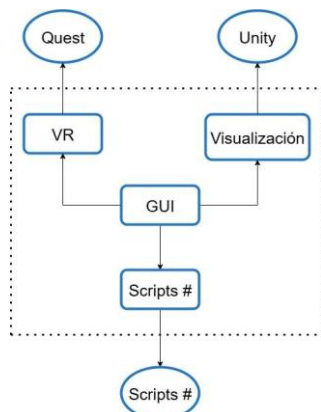 Quest
Unity
VR
Visualización
GUI
Scripts #
Scripts #